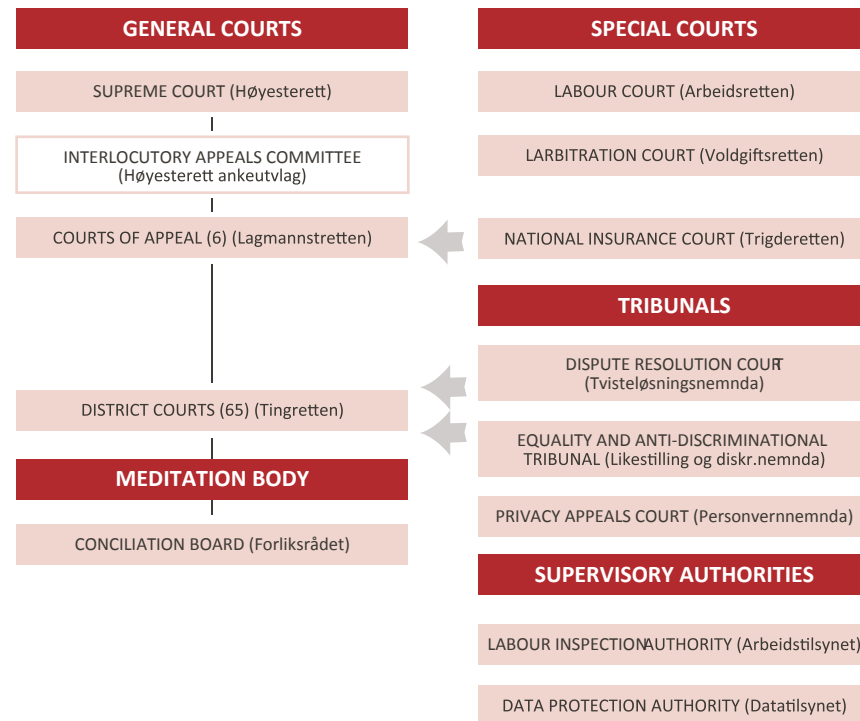 GENERAL COURTS
SUPREME COURT (Høyesterett)
INTERLOCUTORY APPEALS COMMITTEE
(Høyesterett ankeutvlag)
COURTS OF APPEAL (6) (Lagmannstretten)
DISTRICT COURTS (65) (Tingretten)
MEDITATION BODY
CONCILIATION BOARD (Forliksrådet)
SPECIAL COURTS
LABOUR COURT (Arbeidsretten)
LARBITRATION COURT (Voldgiftsretten)
NATIONAL INSURANCE COURT (Trigderetten)
TRIBUNALS
DISPUTE RESOLUTION COURT
(Tvisteløsningsnemnda)
EQUALITY AND ANTI-DISCRIMINATIONAL
TRIBUNAL (Likestilling og diskr.nemnda)
PRIVACY APPEALS COURT (Personvernnemnda)
SUPERVISORY AUTHORITIES
LABOUR INSPECTION AUTHORITY (Arbeidstilsynet)
DATA PROTECTION AUTHORITY (Datatilsynet)